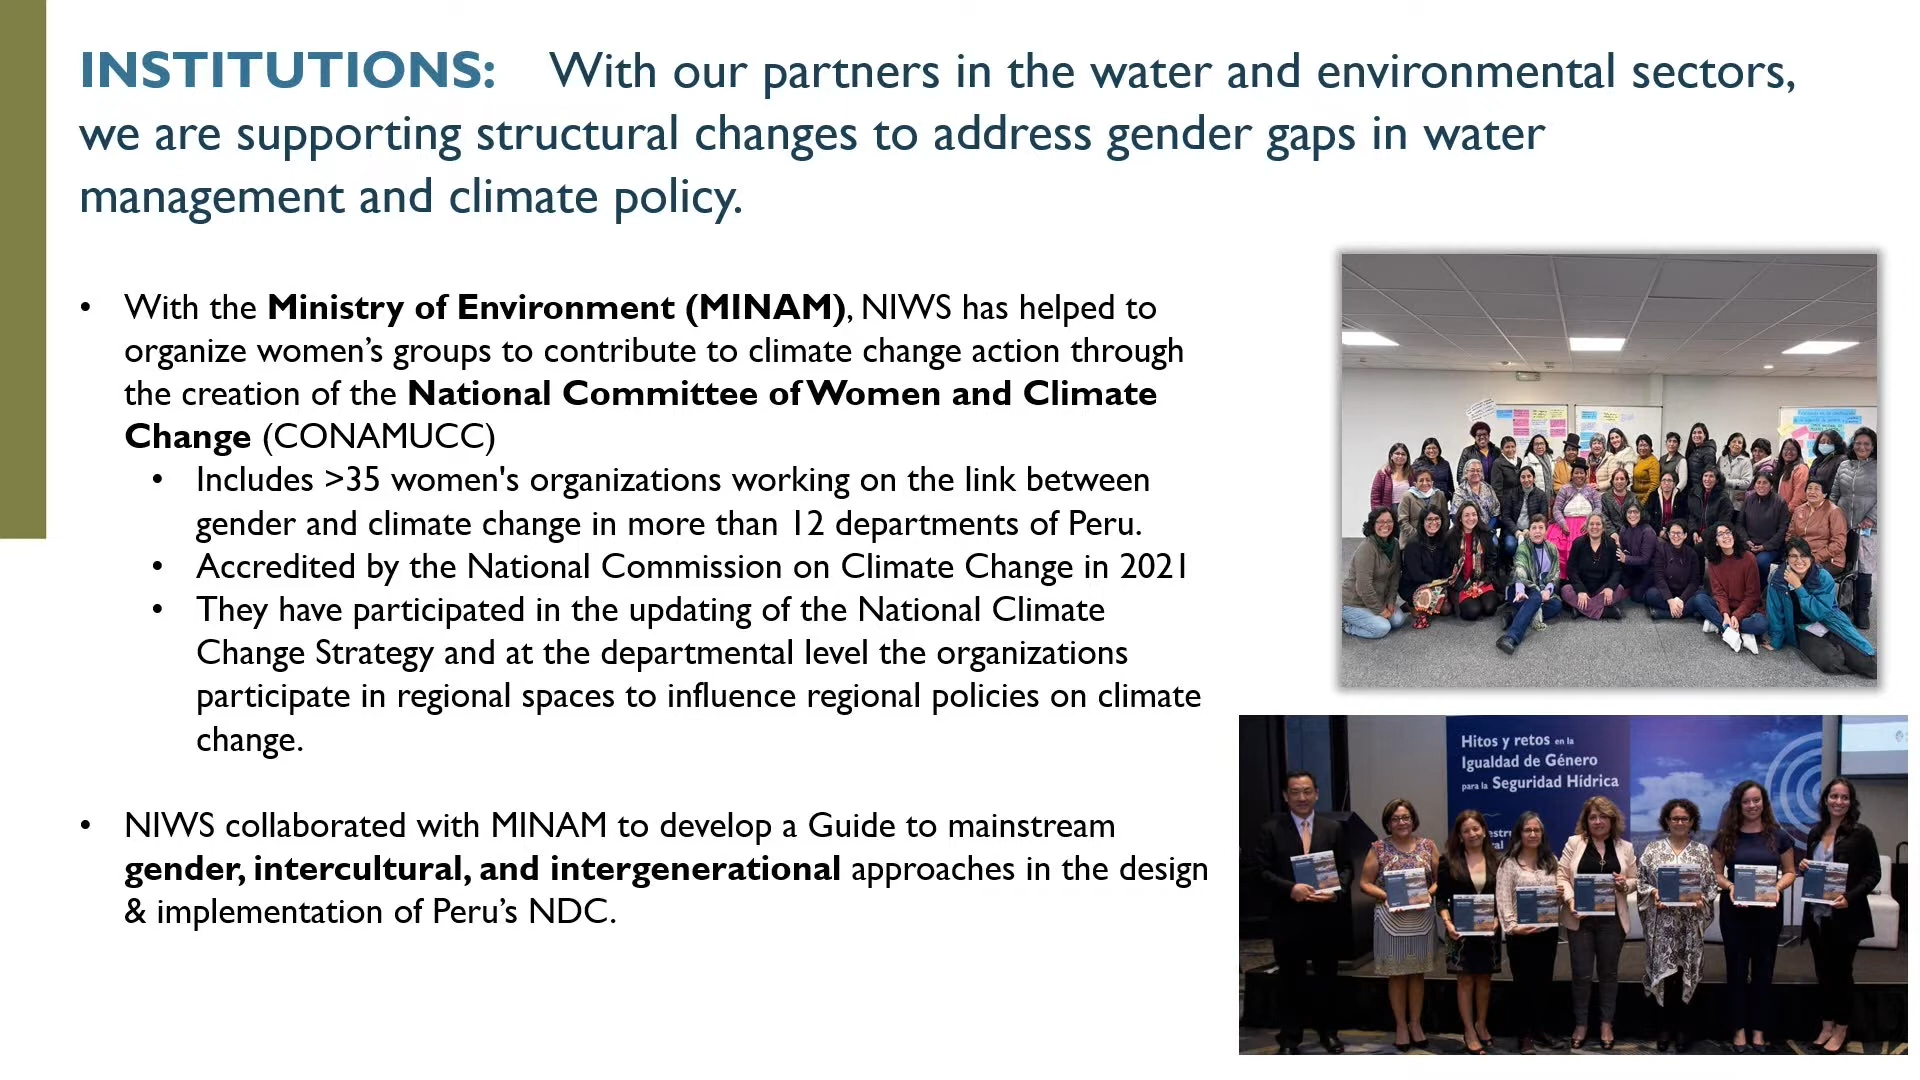 INSTITUTIONS: With our partners in the water and environmental sectors,
we are supporting structural changes to address gender gaps in water
management and climate policy.
• With the Ministry of Environment (MINAM), NIWS has helped to
organize women’s groups to contribute to climate change action through
the creation of the National Committee of Women and Climate
Change (CONAMUCC)
• Includes >35 women's organizations working on the link between
gender and climate change in more than 12 departments of Peru.
• Accredited by the National Commission on Climate Change in 2021
• They have participated in the updating of the National Climate
Change Strategy and at the departmental level the organizations
participate in regional spaces to influence regional policies on climate
change.
• NIWS collaborated with MINAM to develop a Guide to mainstream
gender, intercultural, and intergenerational approaches in the design
& implementation of Peru’s NDC.
Hitos y retos en la
Igualdad de Género
para la Seguridad Hídrica